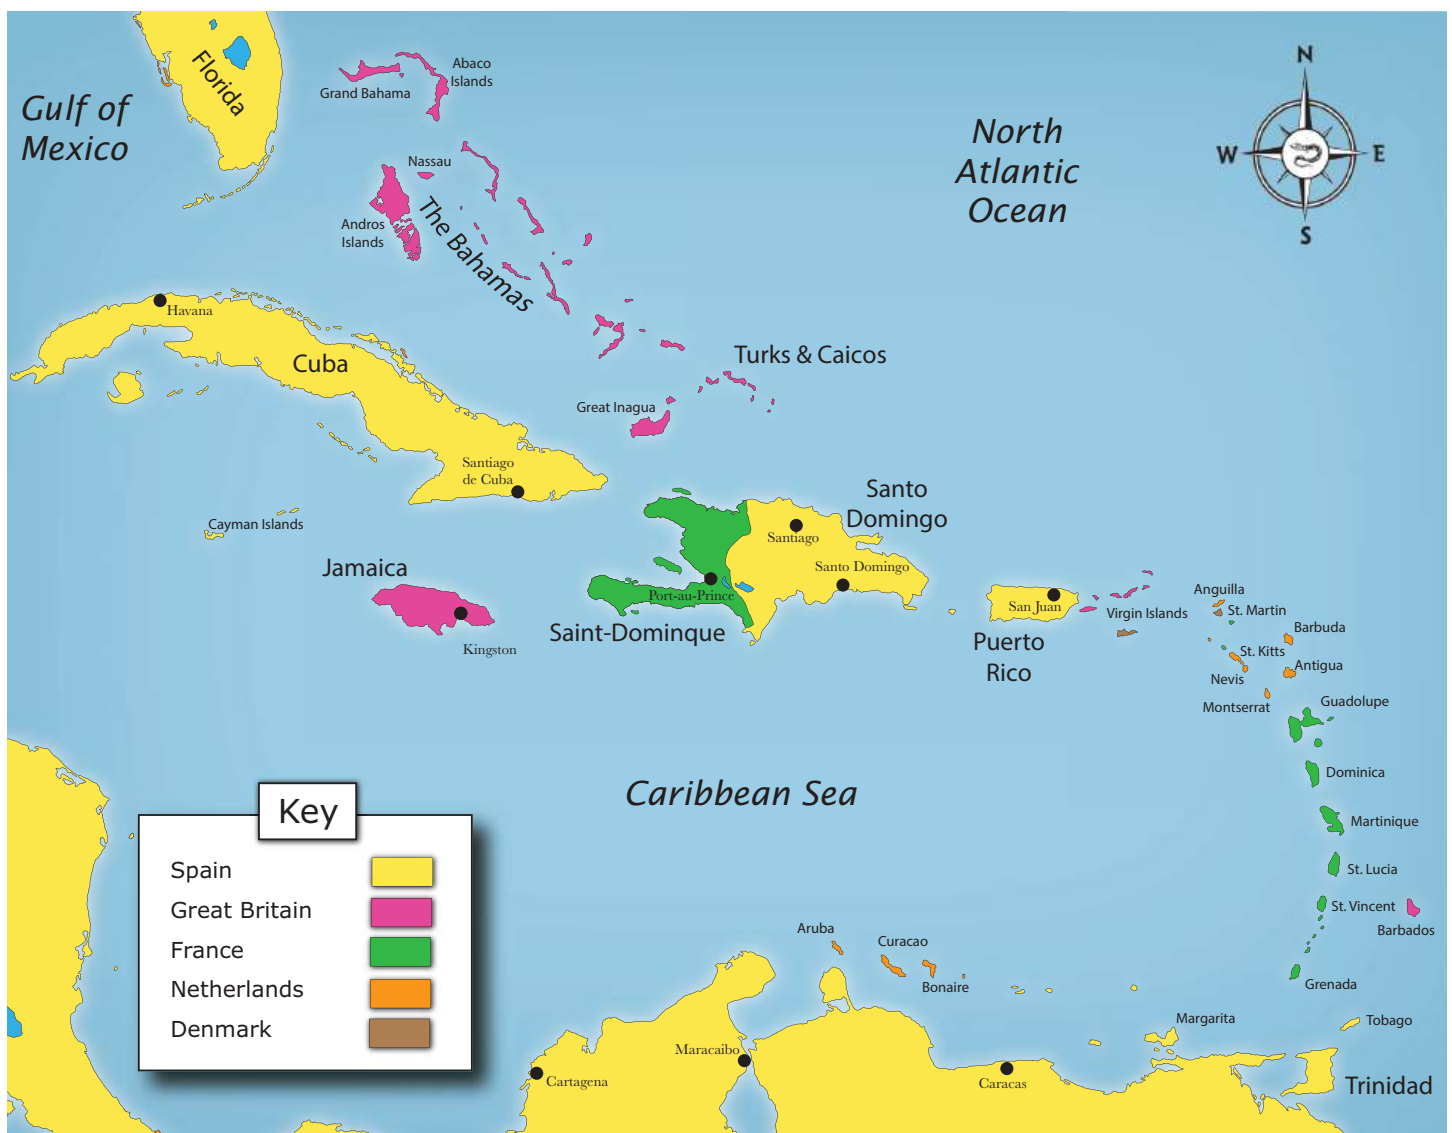 N
W
E
S
Gulf of
Mexico
Florida
Grand Bahama
Abaco
Islands
North
Atlantic
Ocean
Nassau
Andros
Islands
The Bahamas
Havana
Cuba
Turks & Caicos
Great Inagua
Santiago
de Cuba
Cayman Islands
Jamaica
Kingston
Santo
Domingo
Santiago
Santo Domingo
Port-au-Prince
Saint-Dominque
San Juan
Puerto
Rico
Virgin Islands
Anguilla
St. Martin
Barbuda
St. Kitts
Antigua
Nevis
Montserrat
Guadolupe
Dominica
Martinique
St. Lucia
St. Vincent
Barbados
Grenada
Caribbean Sea
Aruba
Curacao
Bonaire
Margarita
Tobago
Trinidad
Maracaibo
Cartagena
Caracas
Key
Spain
Great Britain
France
Netherlands
Denmark